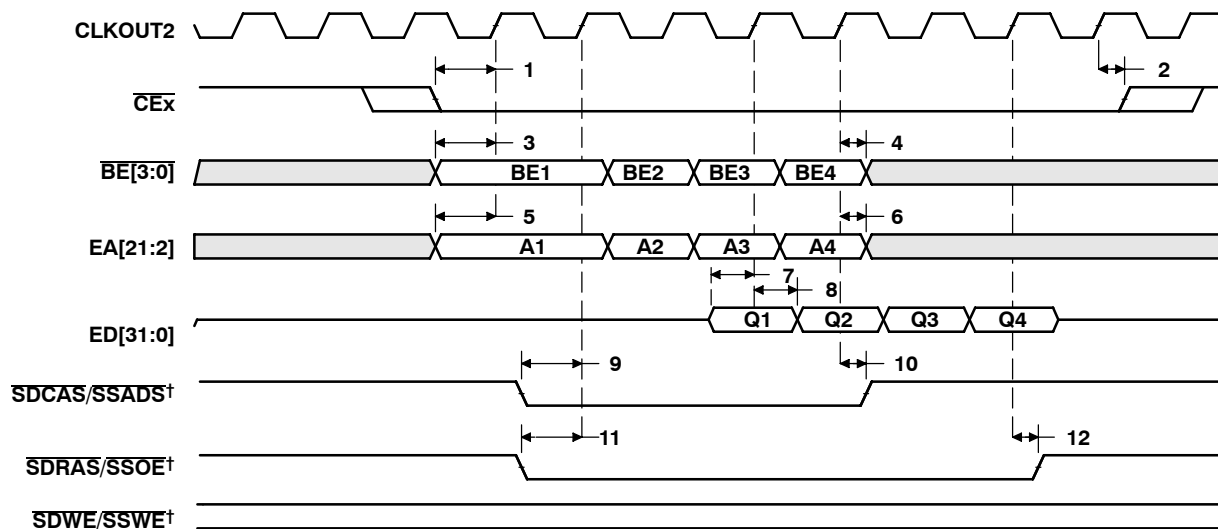 CLKOUT2
1
2
CEx
3
4
BE[3:0]
BE1 BE2 BE3 BE4
5
6
EA[21:2]
A1 A2 A3 A4
7
8
ED[31:0]
Q1 Q2 Q3 Q4
9
10
SDCAS/SSADS†
11
12
SDRAS/SSOE†
SDWE/SSWE†